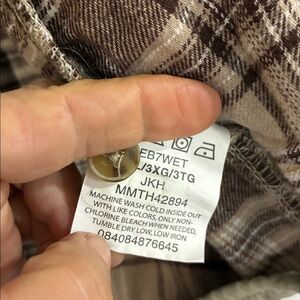 EB7WET
/3XG/3TG
JKH
MMTH42894
MACHINE WASH COLD INSIDE OUT
WITH LIKE COLORS, ONLY NON-
CHLORINE BLEACH WHEN NEEDED,
TUMBLE DRY LOW, LOW IRON
084084876645